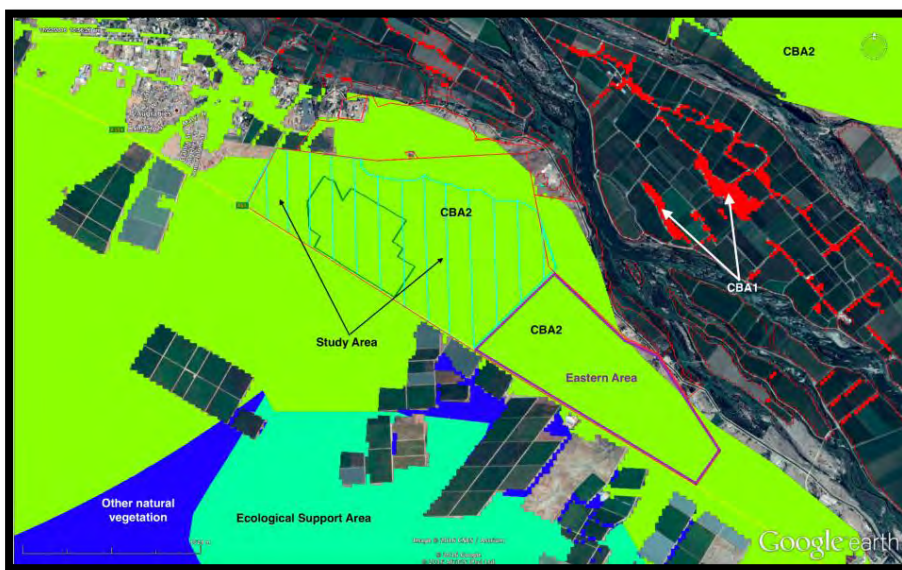 CBA2
CBA2
CBA1
Study Area
CBA2
Eastern Area
Other natural
vegetation
Ecological Support Area
Google earth